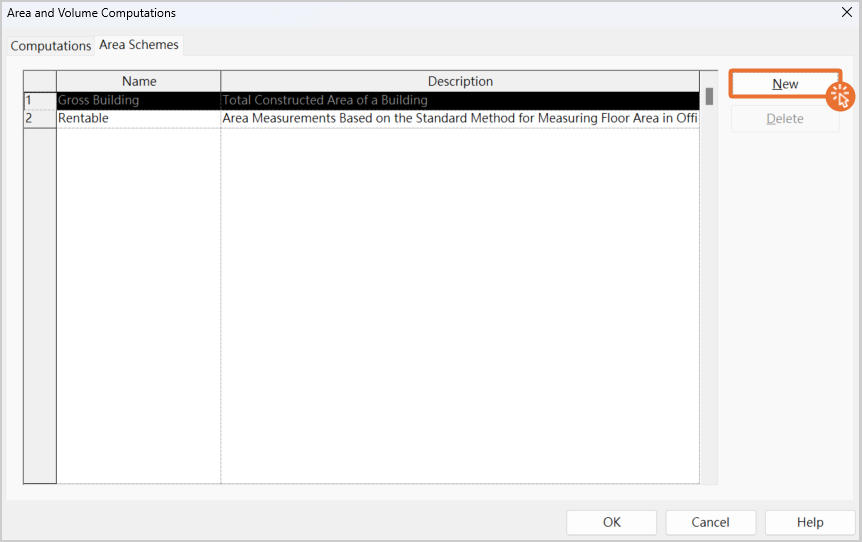 Area and Volume Computations
Computations Area Schemes
Name Description
1 Gross Building Total Constructed Area of a Building
2 Rentable Area Measurements Based on the Standard Method for Measuring Floor Area in Offi
New
Delete
OK Cancel Help